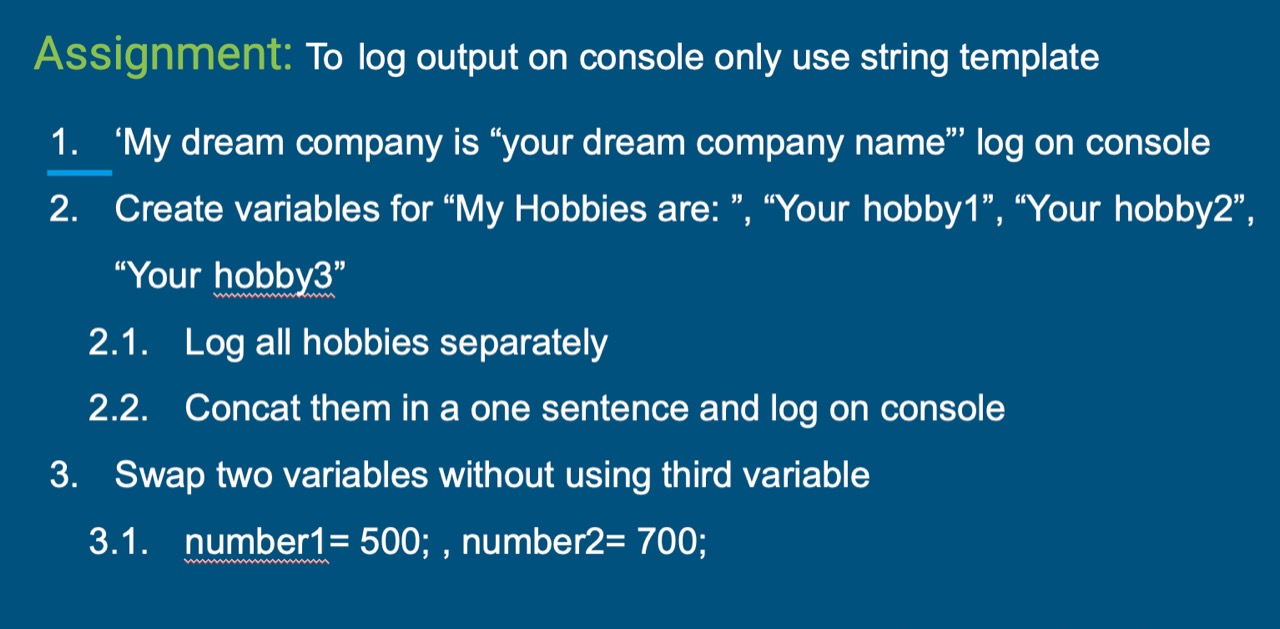 Assignment: To log output on console only use string template
1. ‘My dream company is “your dream company name”’ log on console
2. Create variables for “My Hobbies are: ”, “Your hobby1”, “Your hobby2”,
“Your hobby3”
2.1. Log all hobbies separately
2.2. Concat them in a one sentence and log on console
3. Swap two variables without using third variable
3.1. number1= 500; , number2= 700;